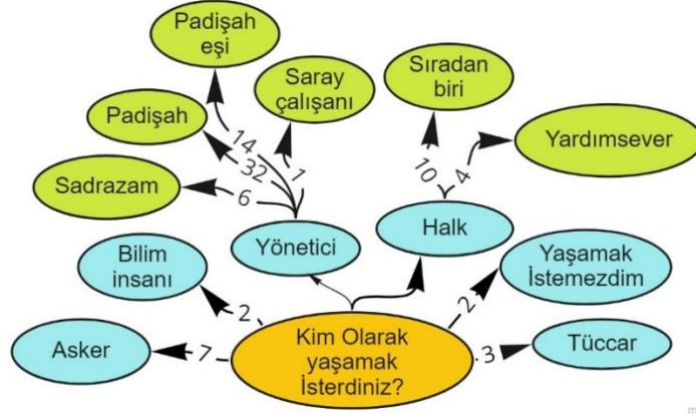 Padişah
eşi
Saray
çalışanı
Sıradan
biri
Padişah
Yardımsever
Sadrazam
14
32
6
1
10
4
Yönetici
Halk
Bilim
insanı
Yaşamak
İstemezdim
Asker
Kim Olarak
yaşamak
İsterdiniz?
Tüccar
2
7
2
3